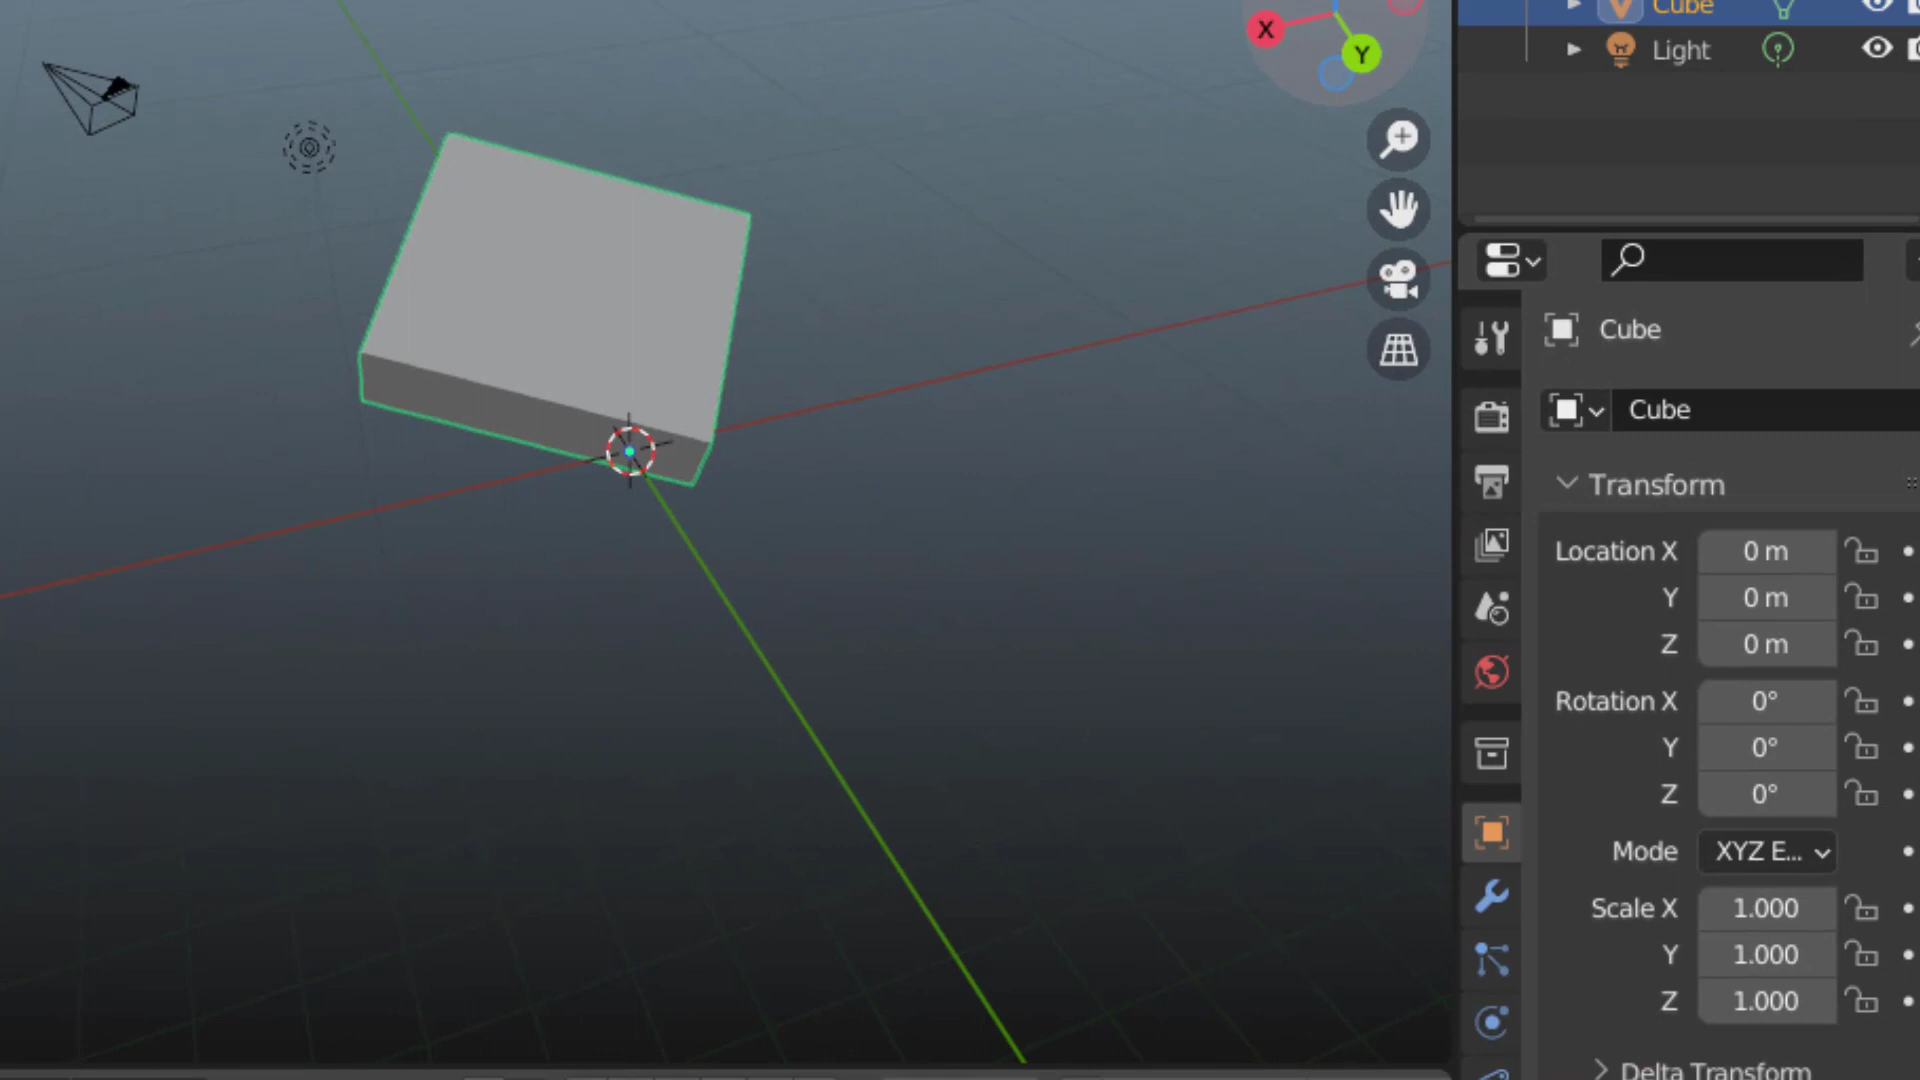 Cube
X
Y
Light
Cube
Cube
Transform
Location X 0 m
Y 0 m
Z 0 m
Rotation X 0°
Y 0°
Z 0°
Mode XYZ E...
Scale X 1.000
Y 1.000
Z 1.000
Delta Transform